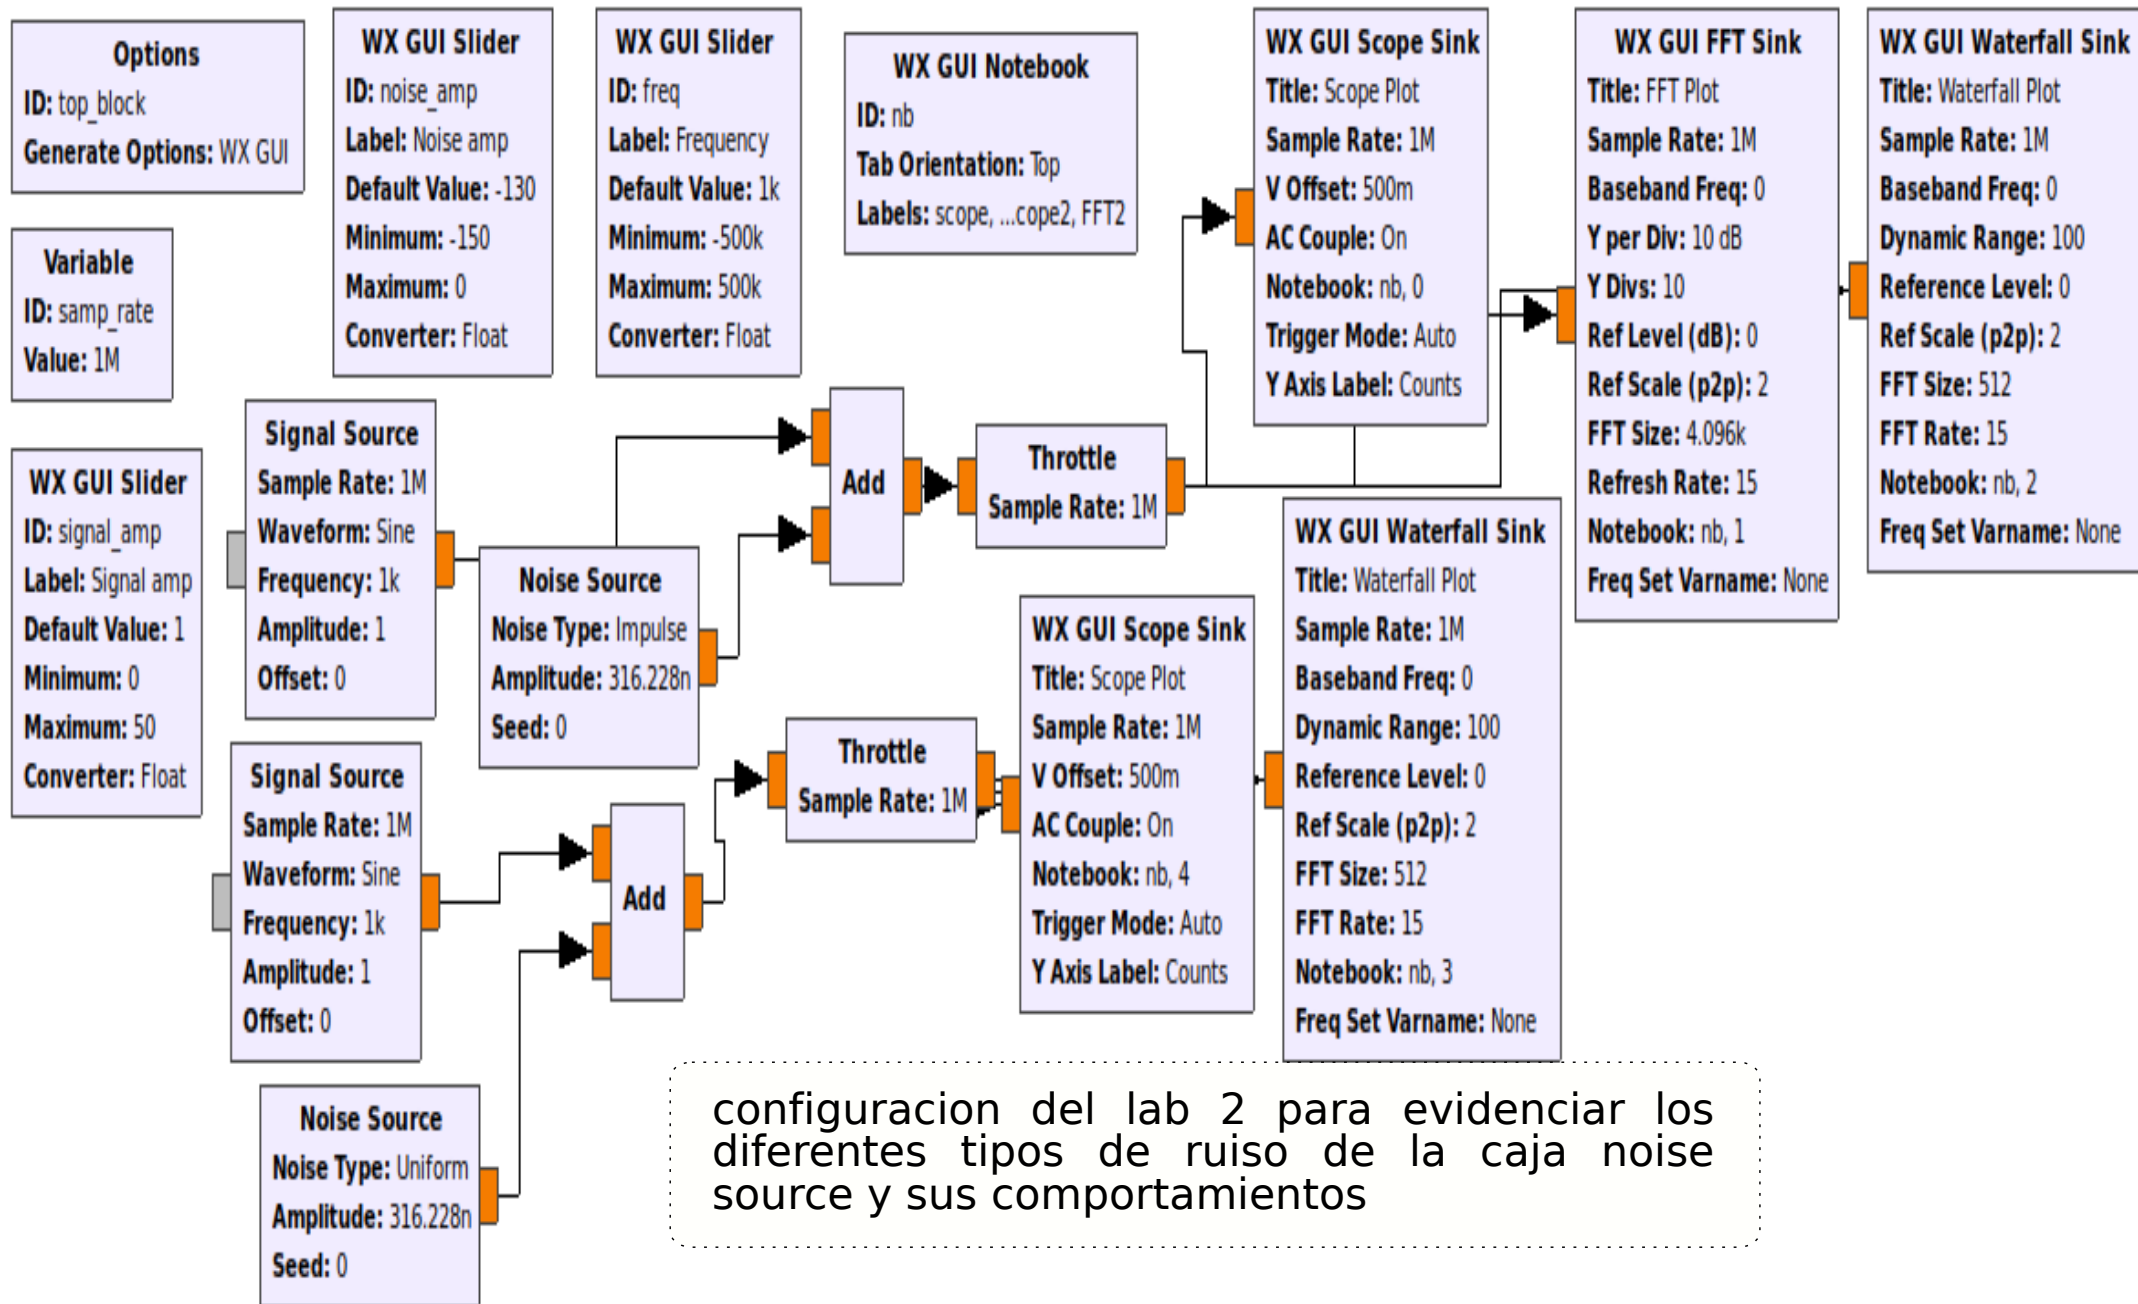 Options
ID: top_block
Generate Options: WX GUI
Variable
ID: samp_rate
Value: 1M
WX GUI Slider
ID: noise_amp
Label: Noise amp
Default Value: -130
Minimum: -150
Maximum: 0
Converter: Float
WX GUI Slider
ID: freq
Label: Frequency
Default Value: 1k
Minimum: -500k
Maximum: 500k
Converter: Float
WX GUI Notebook
ID: nb
Tab Orientation: Top
Labels: scope, ...cope2, FFT2
WX GUI Scope Sink
Title: Scope Plot
Sample Rate: 1M
V Offset: 500m
AC Couple: On
Notebook: nb, 0
Trigger Mode: Auto
Y Axis Label: Counts
WX GUI FFT Sink
Title: FFT Plot
Sample Rate: 1M
Baseband Freq: 0
Y per Div: 10 dB
Y Divs: 10
Ref Level (dB): 0
Ref Scale (p2p): 2
FFT Size: 4.096k
Refresh Rate: 15
Notebook: nb, 1
Freq Set Varname: None
WX GUI Waterfall Sink
Title: Waterfall Plot
Sample Rate: 1M
Baseband Freq: 0
Dynamic Range: 100
Reference Level: 0
Ref Scale (p2p): 2
FFT Size: 512
FFT Rate: 15
Notebook: nb, 2
Freq Set Varname: None
WX GUI Slider
ID: signal_amp
Label: Signal amp
Default Value: 1
Minimum: 0
Maximum: 50
Converter: Float
Signal Source
Sample Rate: 1M
Waveform: Sine
Frequency: 1k
Amplitude: 1
Offset: 0
Noise Source
Noise Type: Impulse
Amplitude: 316.228n
Seed: 0
Add
Throttle
Sample Rate: 1M
Signal Source
Sample Rate: 1M
Waveform: Sine
Frequency: 1k
Amplitude: 1
Offset: 0
Add
Throttle
Sample Rate: 1M
WX GUI Scope Sink
Title: Scope Plot
Sample Rate: 1M
V Offset: 500m
AC Couple: On
Notebook: nb, 4
Trigger Mode: Auto
Y Axis Label: Counts
WX GUI Waterfall Sink
Title: Waterfall Plot
Sample Rate: 1M
Baseband Freq: 0
Dynamic Range: 100
Reference Level: 0
Ref Scale (p2p): 2
FFT Size: 512
FFT Rate: 15
Notebook: nb, 3
Freq Set Varname: None
Noise Source
Noise Type: Uniform
Amplitude: 316.228n
Seed: 0
configuracion del lab 2 para evidenciar los
diferentes tipos de ruiso de la caja noise
source y sus comportamientos